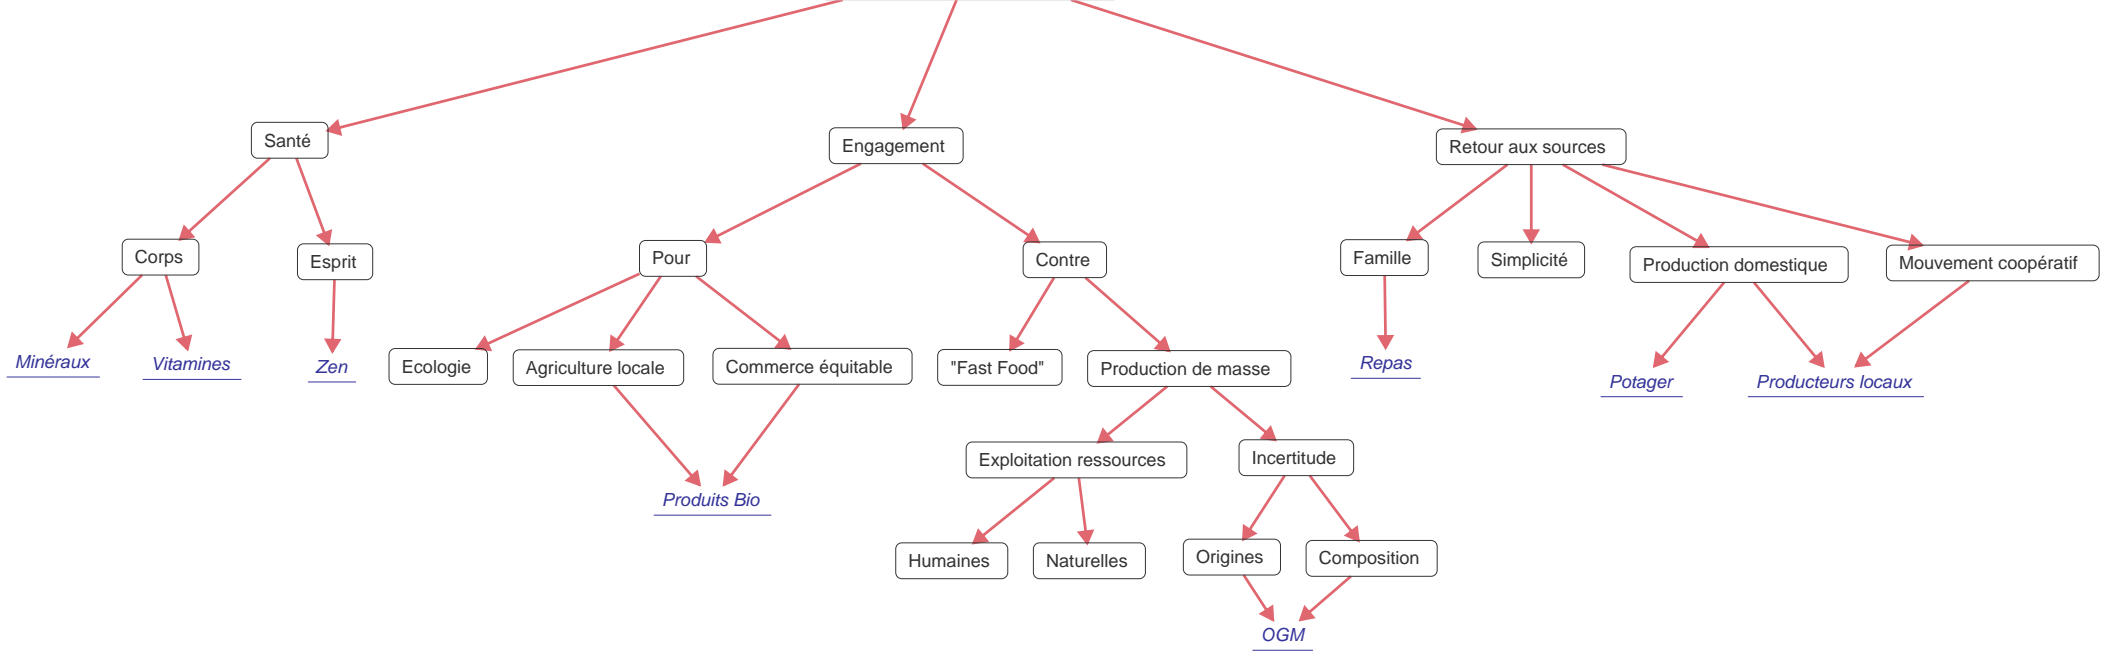 Santé
Engagement
Retour aux sources
Corps
Esprit
Pour
Contre
Famille
Simplicité
Production domestique
Mouvement coopératif
Minéraux
Vitamines
Zen
Ecologie
Agriculture locale
Commerce équitable
"Fast Food"
Production de masse
Repas
Potager
Producteurs locaux
Exploitation ressources
Incertitude
Produits Bio
Humaines
Naturelles
Origines
Composition
OGM